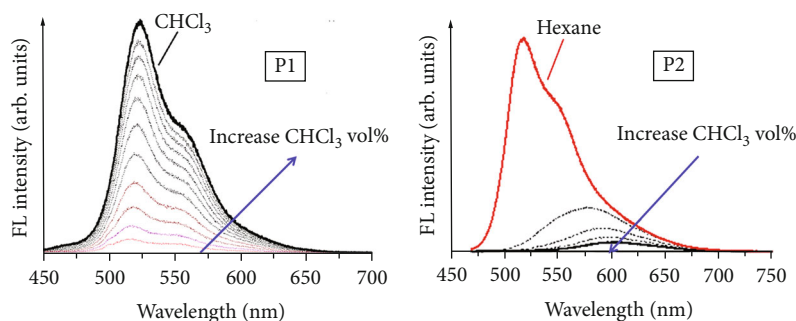 FL intensity (arb. units)
CHCl₃
P1
Increase CHCl₃ vol%
450 500 550 600 650 700
Wavelength (nm)
FL intensity (arb. units)
Hexane
P2
Increase CHCl₃ vol%
450 500 550 600 650 700 750
Wavelength (nm)